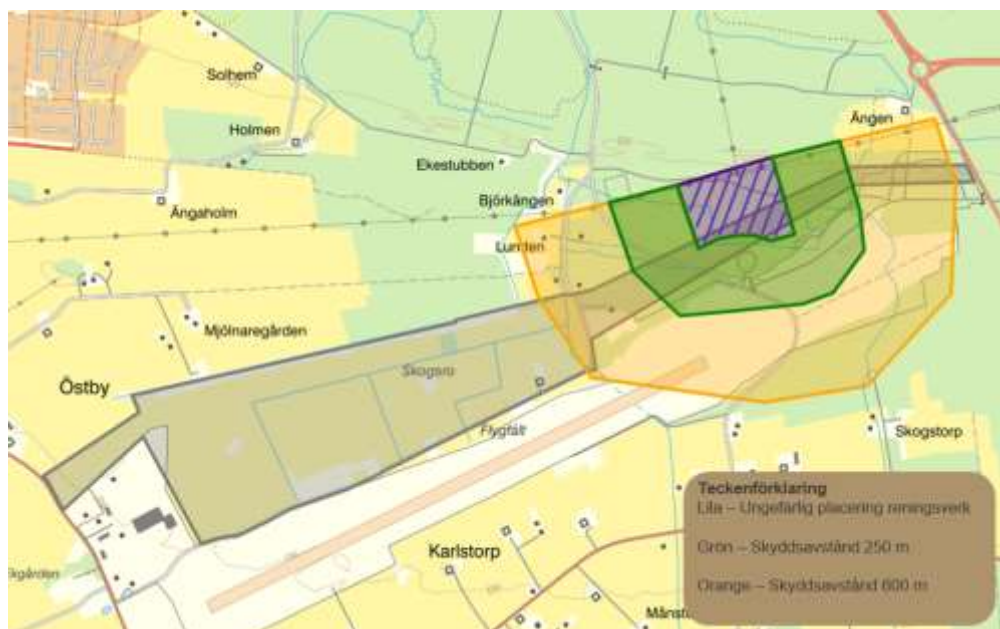 Solhem
Holmen
Ängen
Ekestubben
Björkängen
Ängaholm
Lunden
Mjölnaregården
Skogsro
Östby
Flygfält
Skogstorp
Karlstorp
Teckenförklaring
Lila – Ungefärlig placering reningsverk
Grön – Skyddsavstånd 250 m
Orange – Skyddsavstånd 600 m